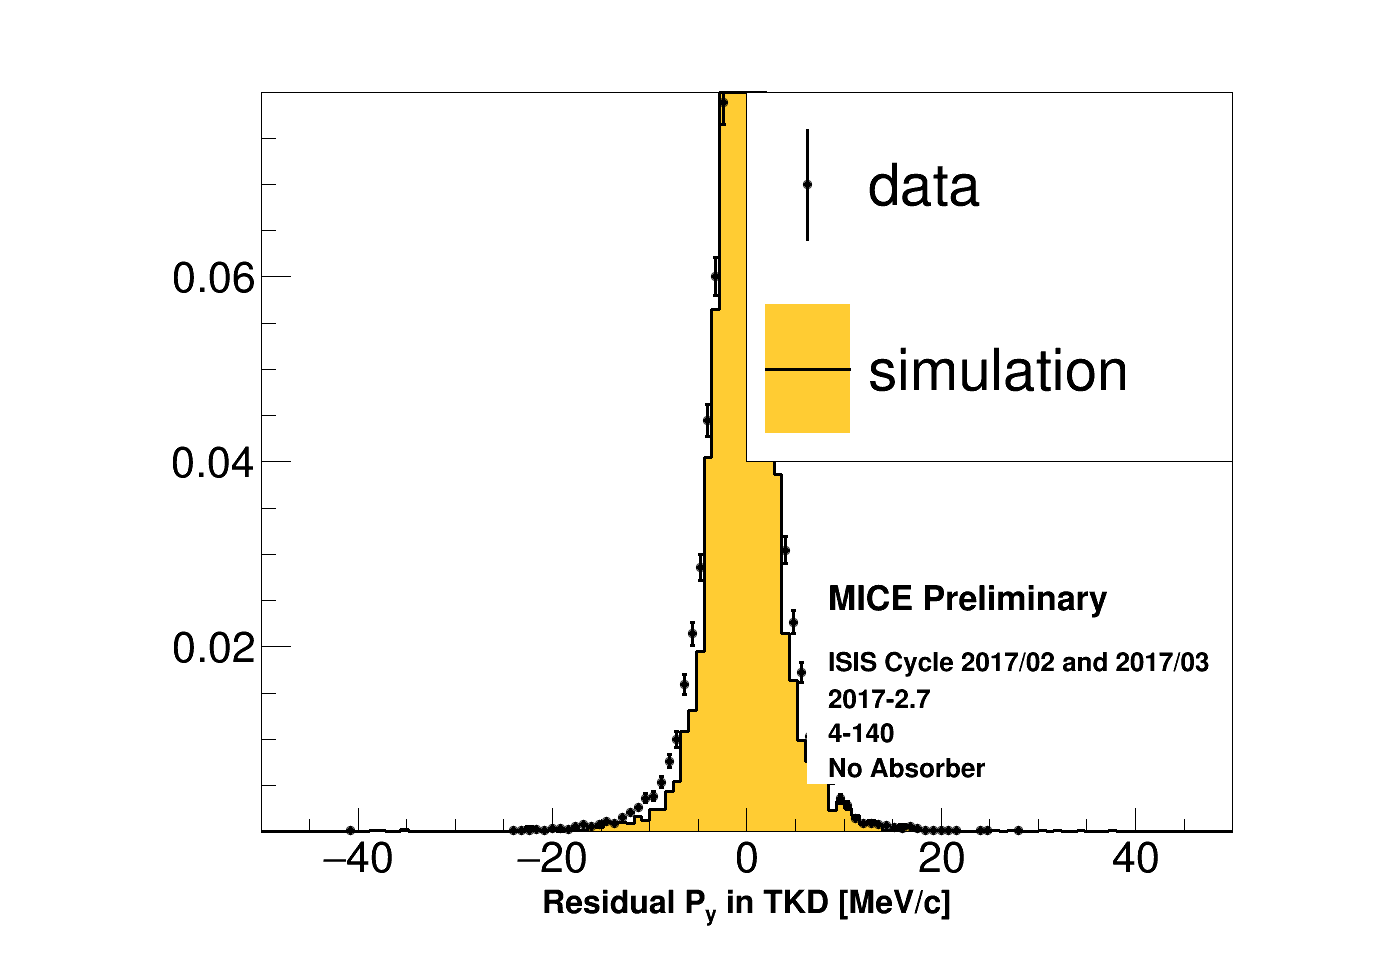 data
simulation
0.06
0.04
0.02
MICE Preliminary
ISIS Cycle 2017/02 and 2017/03
2017-2.7
4-140
No Absorber
−40 −20 0 20 40
Residual Py in TKD [MeV/c]